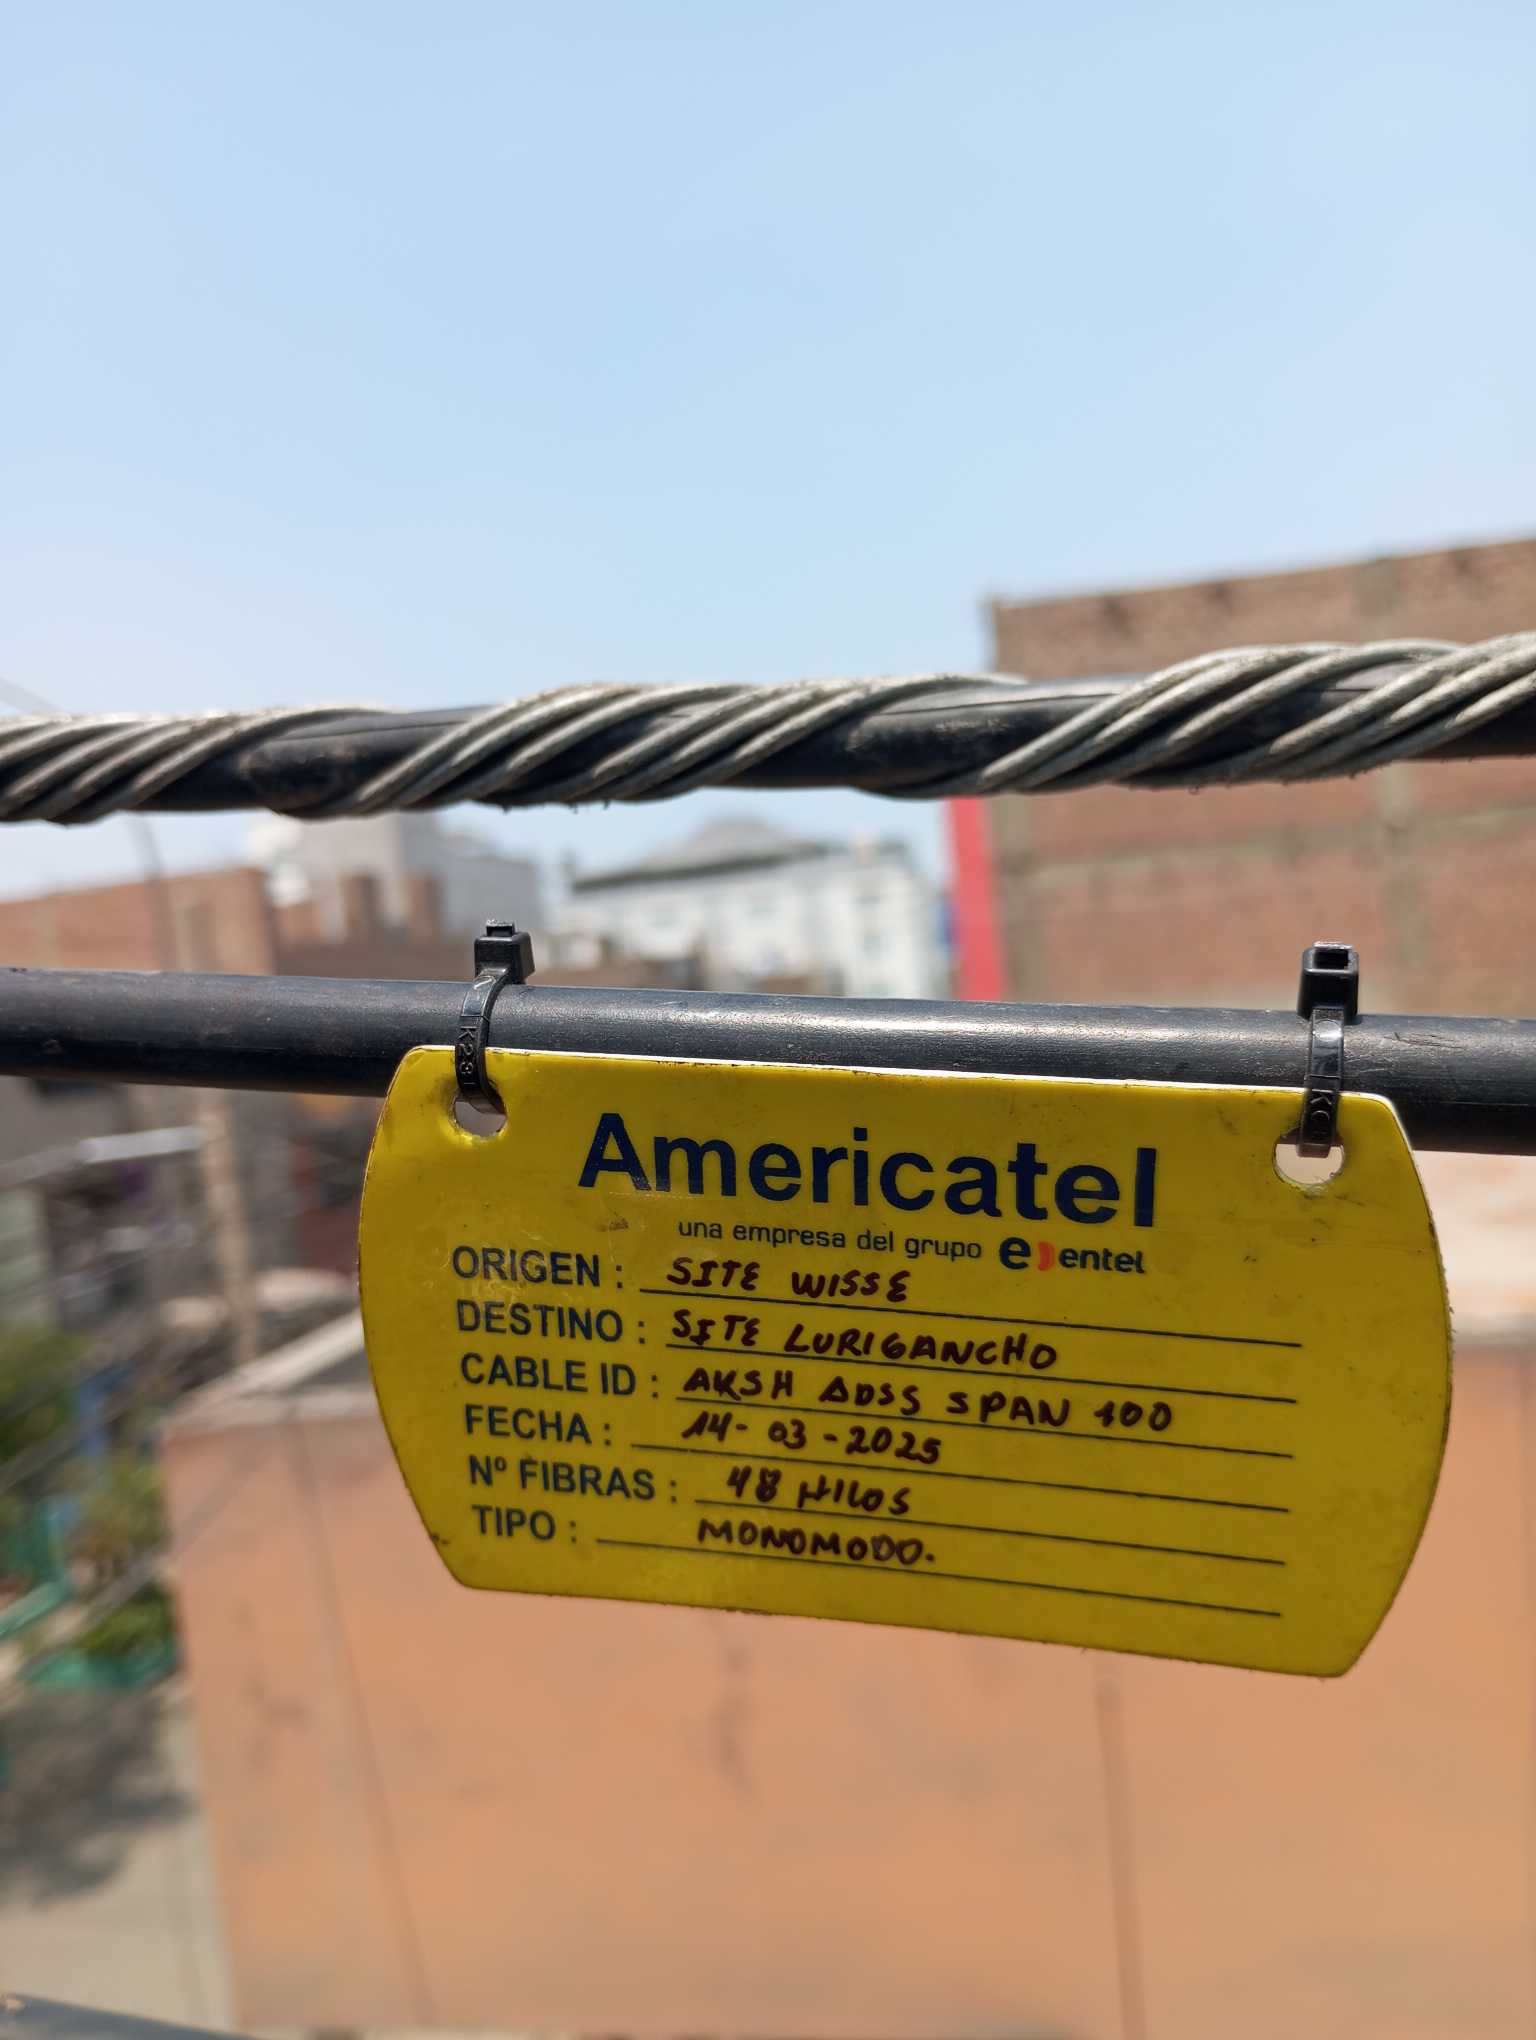 Americatel
una empresa del grupo e) entel
ORIGEN : SITE WISSE
DESTINO : SITE LURIGANCHO
CABLE ID : AKSH ADSS SPAN 100
FECHA : 14-03-2025
Nº FIBRAS : 48 HILOS
TIPO : MONOMODO.